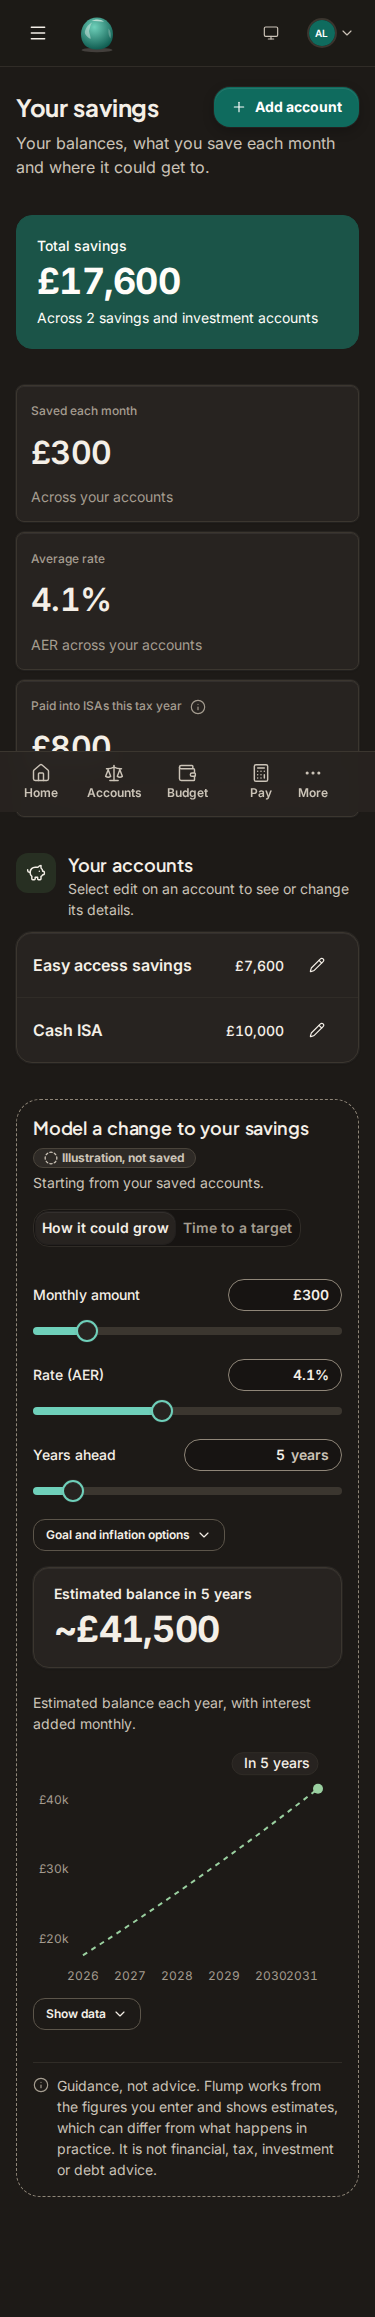 AL
Your savings
Add account
Your balances, what you save each month
and where it could get to.
Total savings
£17,600
Across 2 savings and investment accounts
Saved each month
£300
Across your accounts
Average rate
4.1%
AER across your accounts
Paid into ISAs this tax year
£800
Home Accounts Budget Pay More
Your accounts
Select edit on an account to see or change
its details.
Easy access savings £7,600
Cash ISA £10,000
Model a change to your savings
Illustration, not saved
Starting from your saved accounts.
How it could grow Time to a target
Monthly amount £300
Rate (AER) 4.1%
Years ahead 5 years
Goal and inflation options
Estimated balance in 5 years
~£41,500
Estimated balance each year, with interest
added monthly.
In 5 years
£40k
£30k
£20k
2026 2027 2028 2029 2030 2031
Show data
Guidance, not advice. Flump works from
the figures you enter and shows estimates,
which can differ from what happens in
practice. It is not financial, tax, investment
or debt advice.